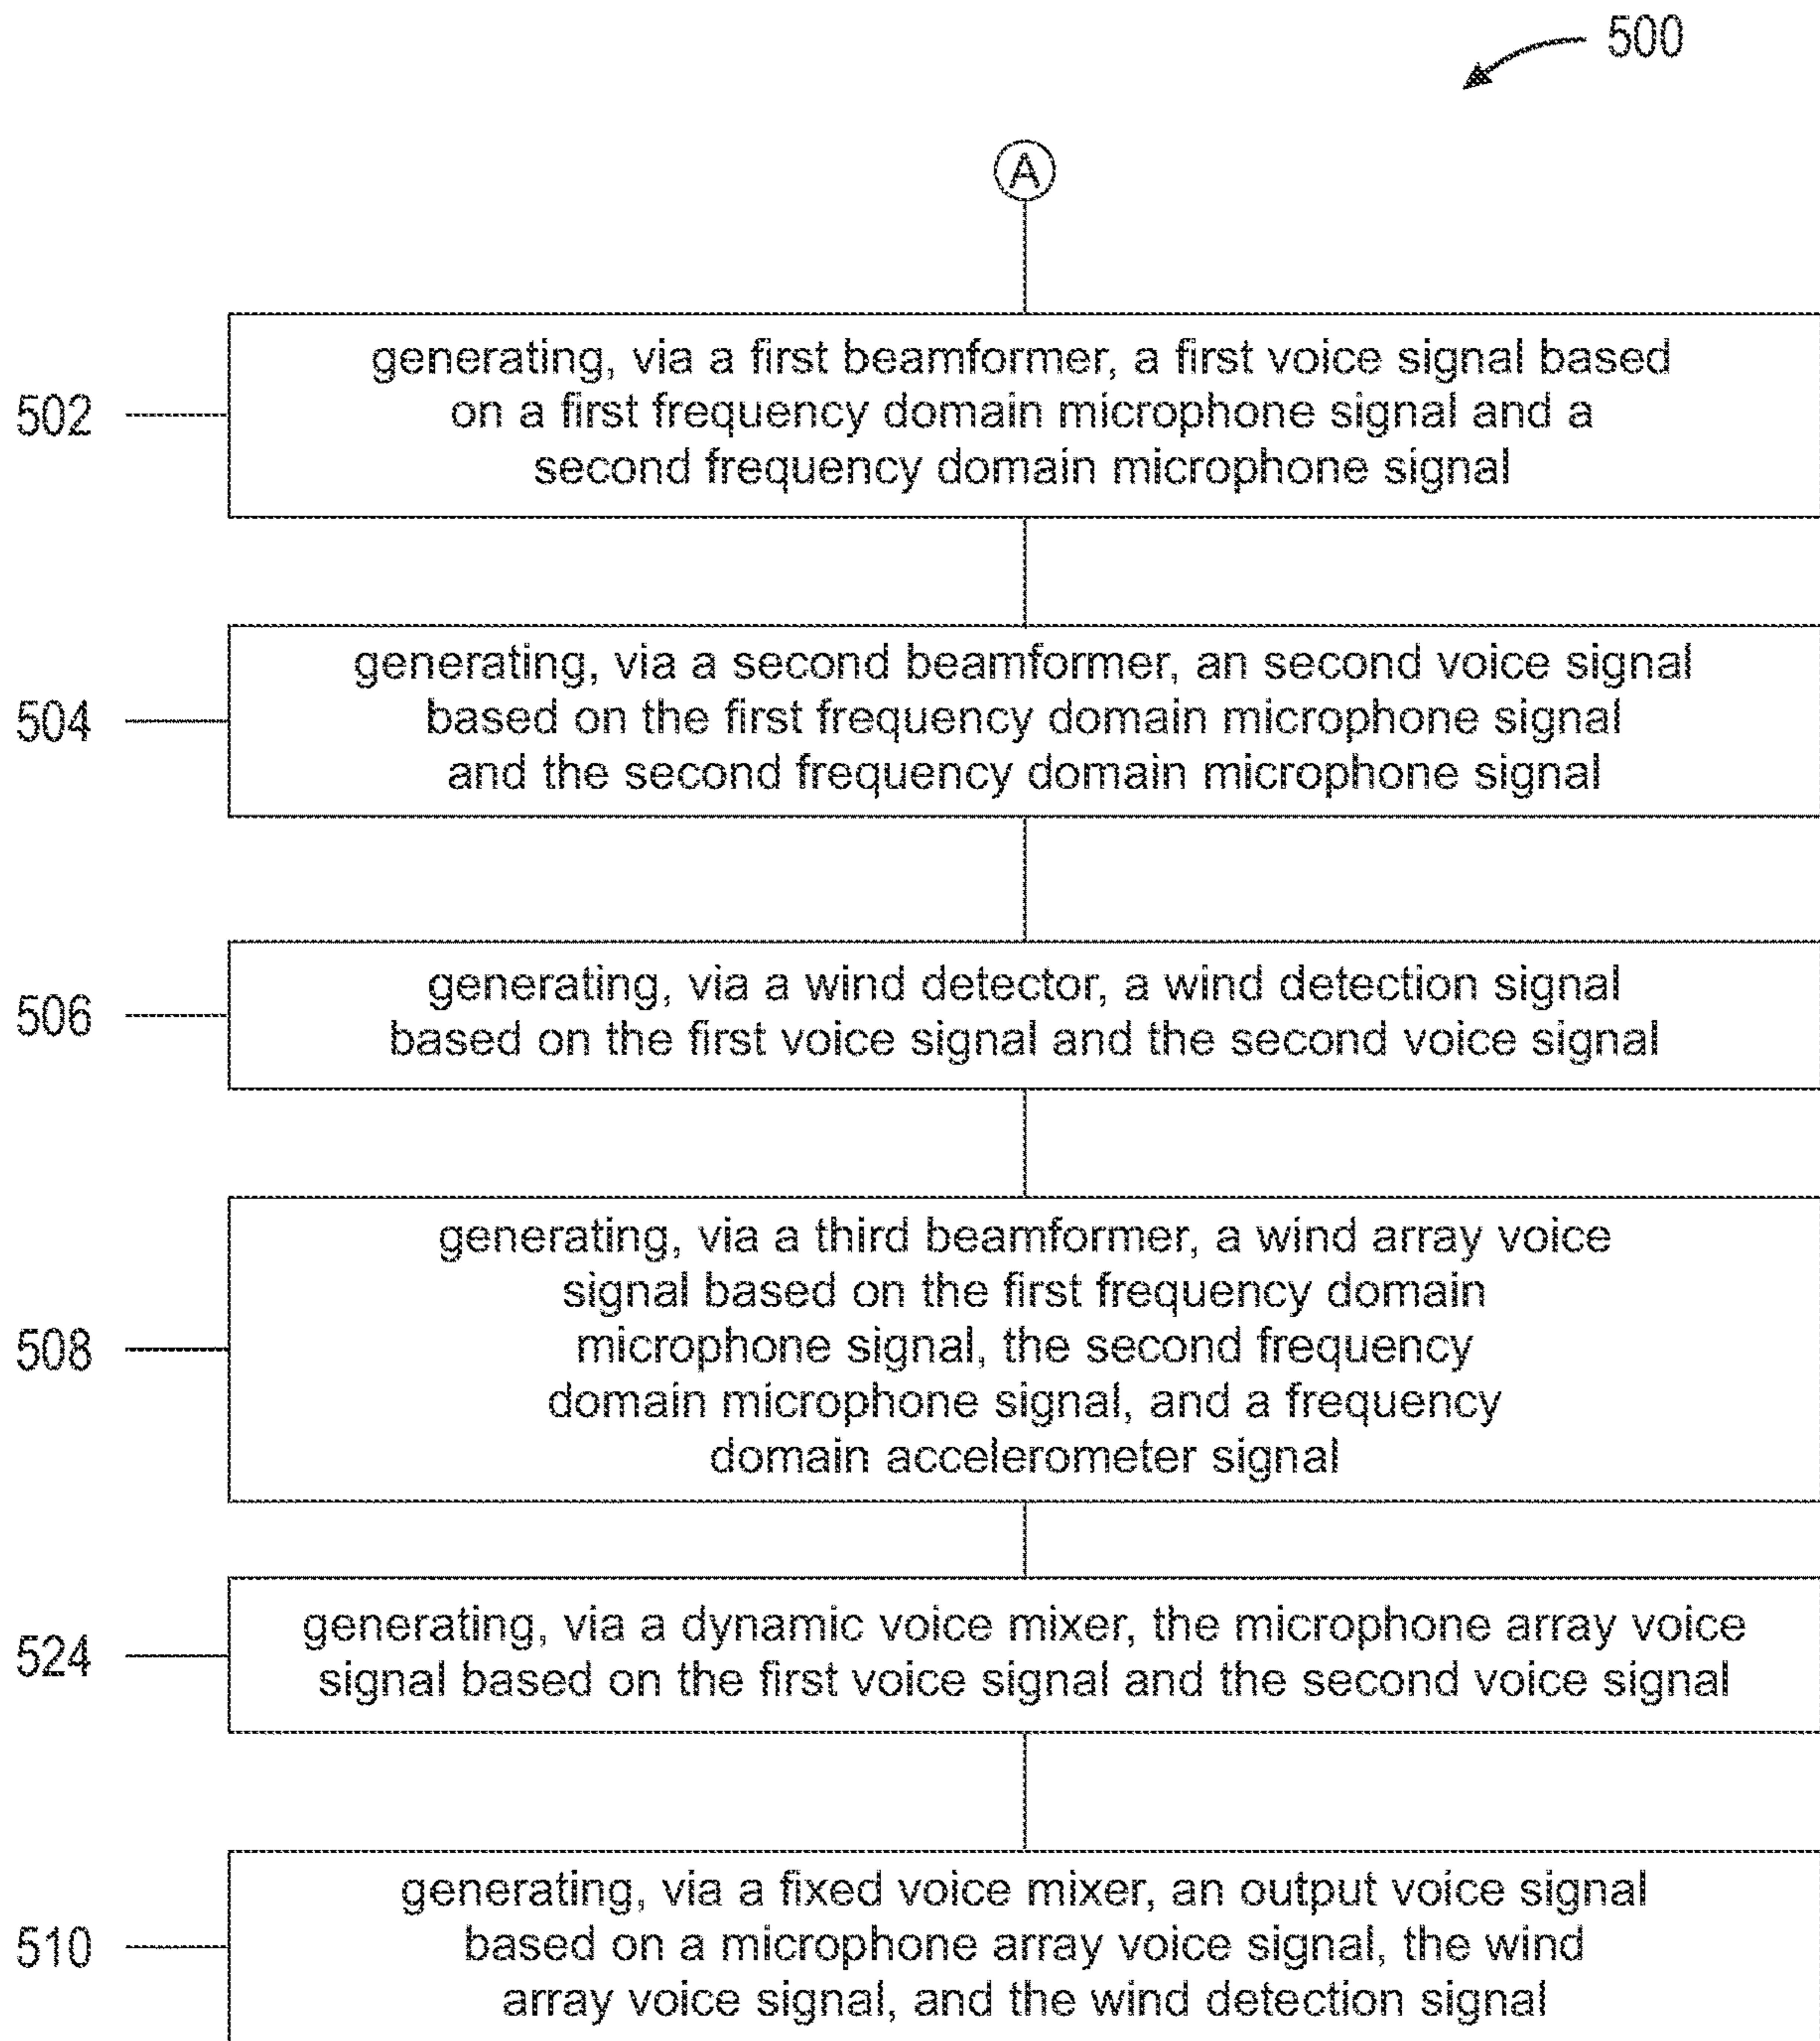 500
A
502
generating, via a first beamformer, a first voice signal based
on a first frequency domain microphone signal and a
second frequency domain microphone signal
504
generating, via a second beamformer, an second voice signal
based on the first frequency domain microphone signal
and the second frequency domain microphone signal
506
generating, via a wind detector, a wind detection signal
based on the first voice signal and the second voice signal
508
generating, via a third beamformer, a wind array voice
signal based on the first frequency domain
microphone signal, the second frequency
domain microphone signal, and a frequency
domain accelerometer signal
524
generating, via a dynamic voice mixer, the microphone array voice
signal based on the first voice signal and the second voice signal
510
generating, via a fixed voice mixer, an output voice signal
based on a microphone array voice signal, the wind
array voice signal, and the wind detection signal